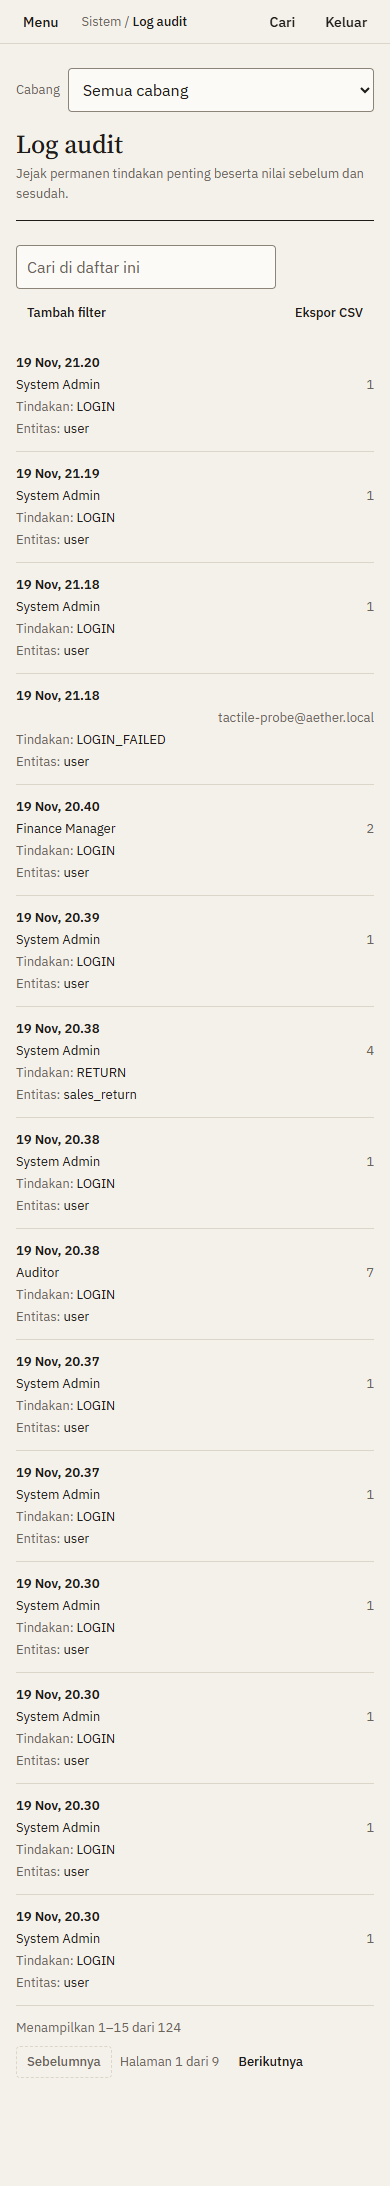 Menu Sistem / Log audit Cari Keluar
Cabang Semua cabang
Log audit
Jejak permanen tindakan penting beserta nilai sebelum dan
sesudah.
Cari di daftar ini
Tambah filter Ekspor CSV
19 Nov, 21.20
System Admin 1
Tindakan: LOGIN
Entitas: user
19 Nov, 21.19
System Admin 1
Tindakan: LOGIN
Entitas: user
19 Nov, 21.18
System Admin 1
Tindakan: LOGIN
Entitas: user
19 Nov, 21.18
tactile-probe@aether.local
Tindakan: LOGIN_FAILED
Entitas: user
19 Nov, 20.40
Finance Manager 2
Tindakan: LOGIN
Entitas: user
19 Nov, 20.39
System Admin 1
Tindakan: LOGIN
Entitas: user
19 Nov, 20.38
System Admin 4
Tindakan: RETURN
Entitas: sales_return
19 Nov, 20.38
System Admin 1
Tindakan: LOGIN
Entitas: user
19 Nov, 20.38
Auditor 7
Tindakan: LOGIN
Entitas: user
19 Nov, 20.37
System Admin 1
Tindakan: LOGIN
Entitas: user
19 Nov, 20.37
System Admin 1
Tindakan: LOGIN
Entitas: user
19 Nov, 20.30
System Admin 1
Tindakan: LOGIN
Entitas: user
19 Nov, 20.30
System Admin 1
Tindakan: LOGIN
Entitas: user
19 Nov, 20.30
System Admin 1
Tindakan: LOGIN
Entitas: user
19 Nov, 20.30
System Admin 1
Tindakan: LOGIN
Entitas: user
Menampilkan 1–15 dari 124
Sebelumnya Halaman 1 dari 9 Berikutnya